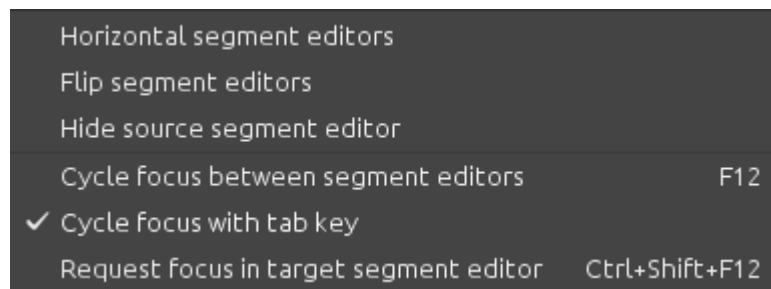 Horizontal segment editors
Flip segment editors
Hide source segment editor
Cycle focus between segment editors F12
Cycle focus with tab key
Request focus in target segment editor Ctrl+Shift+F12